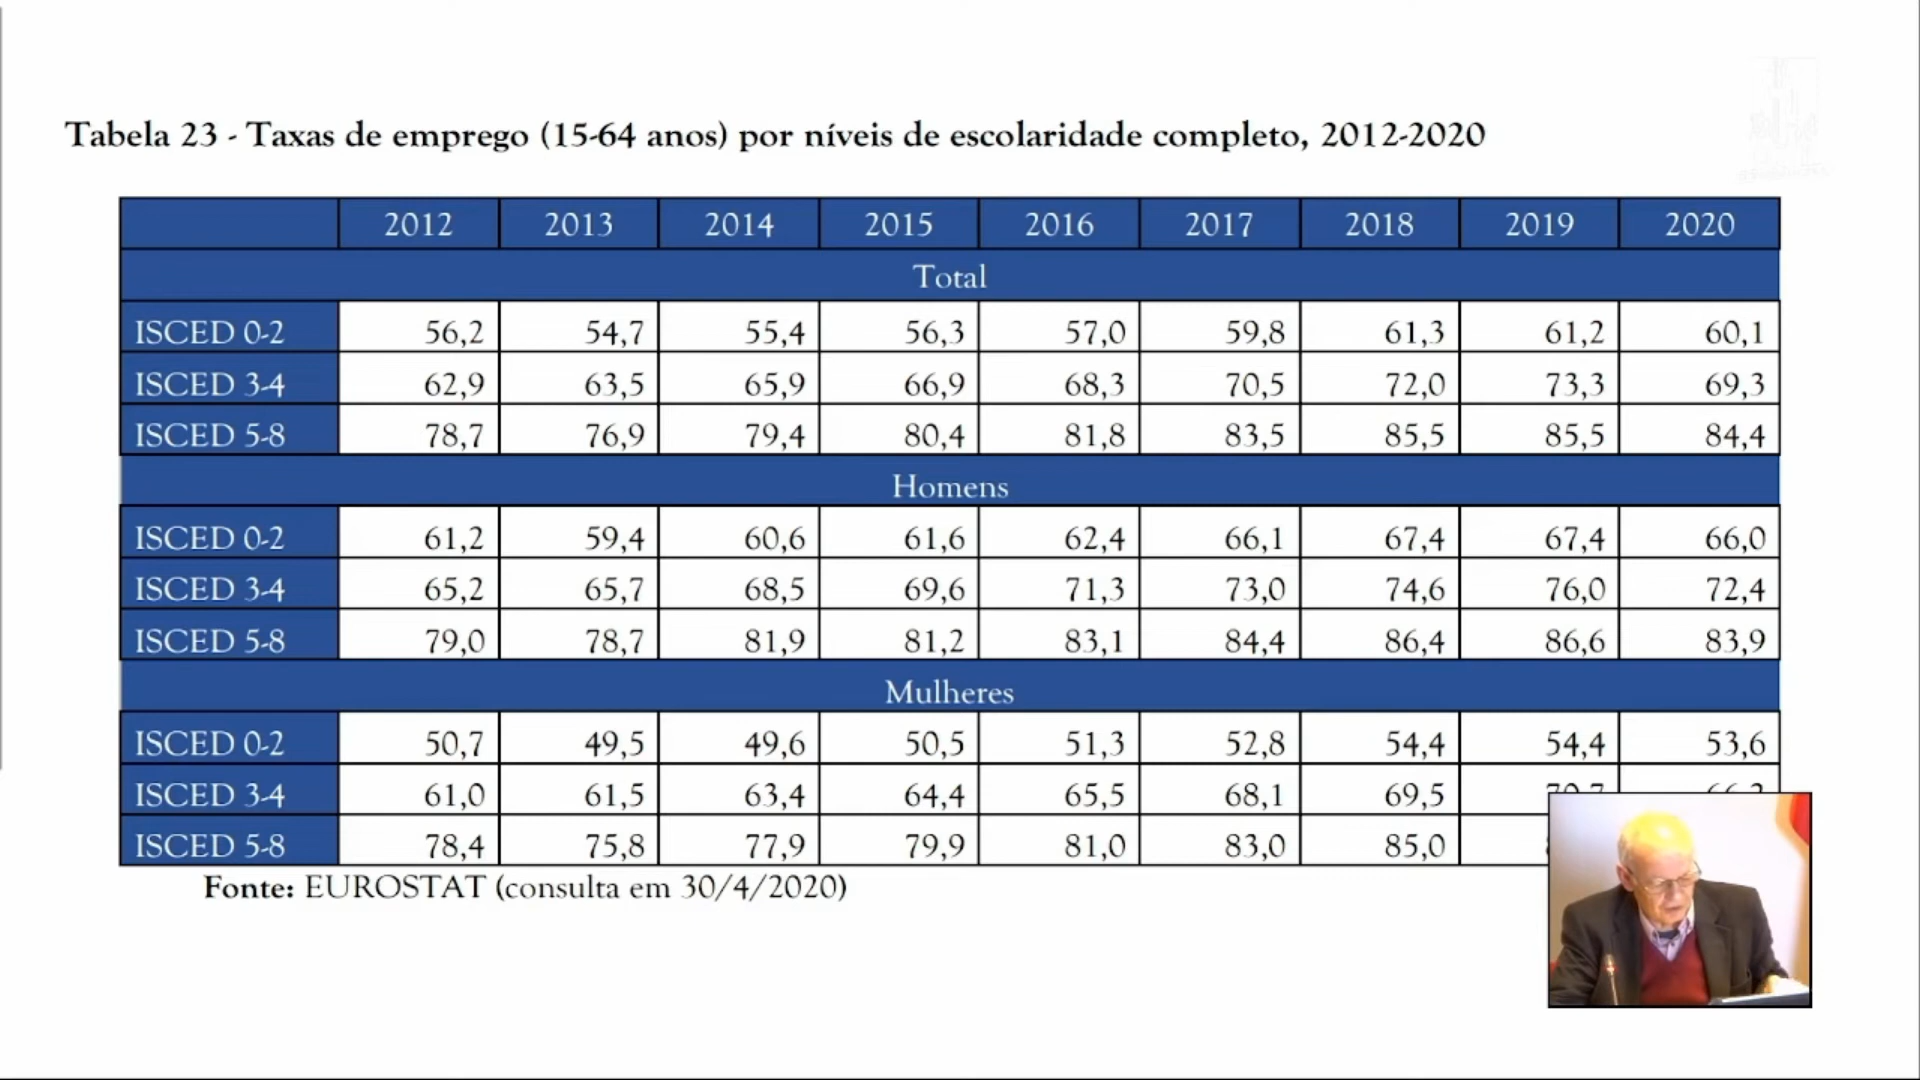 Tabela 23 - Taxas de emprego (15-64 anos) por níveis de escolaridade completo, 2012-2020
2012 2013 2014 2015 2016 2017 2018 2019 2020
Total
ISCED 0-2 56,2 54,7 55,4 56,3 57,0 59,8 61,3 61,2 60,1
ISCED 3-4 62,9 63,5 65,9 66,9 68,3 70,5 72,0 73,3 69,3
ISCED 5-8 78,7 76,9 79,4 80,4 81,8 83,5 85,5 85,5 84,4
Homens
ISCED 0-2 61,2 59,4 60,6 61,6 62,4 66,1 67,4 67,4 66,0
ISCED 3-4 65,2 65,7 68,5 69,6 71,3 73,0 74,6 76,0 72,4
ISCED 5-8 79,0 78,7 81,9 81,2 83,1 84,4 86,4 86,6 83,9
Mulheres
ISCED 0-2 50,7 49,5 49,6 50,5 51,3 52,8 54,4 54,4 53,6
ISCED 3-4 61,0 61,5 63,4 64,4 65,5 68,1 69,5
ISCED 5-8 78,4 75,8 77,9 79,9 81,0 83,0 85,0
Fonte: EUROSTAT (consulta em 30/4/2020)